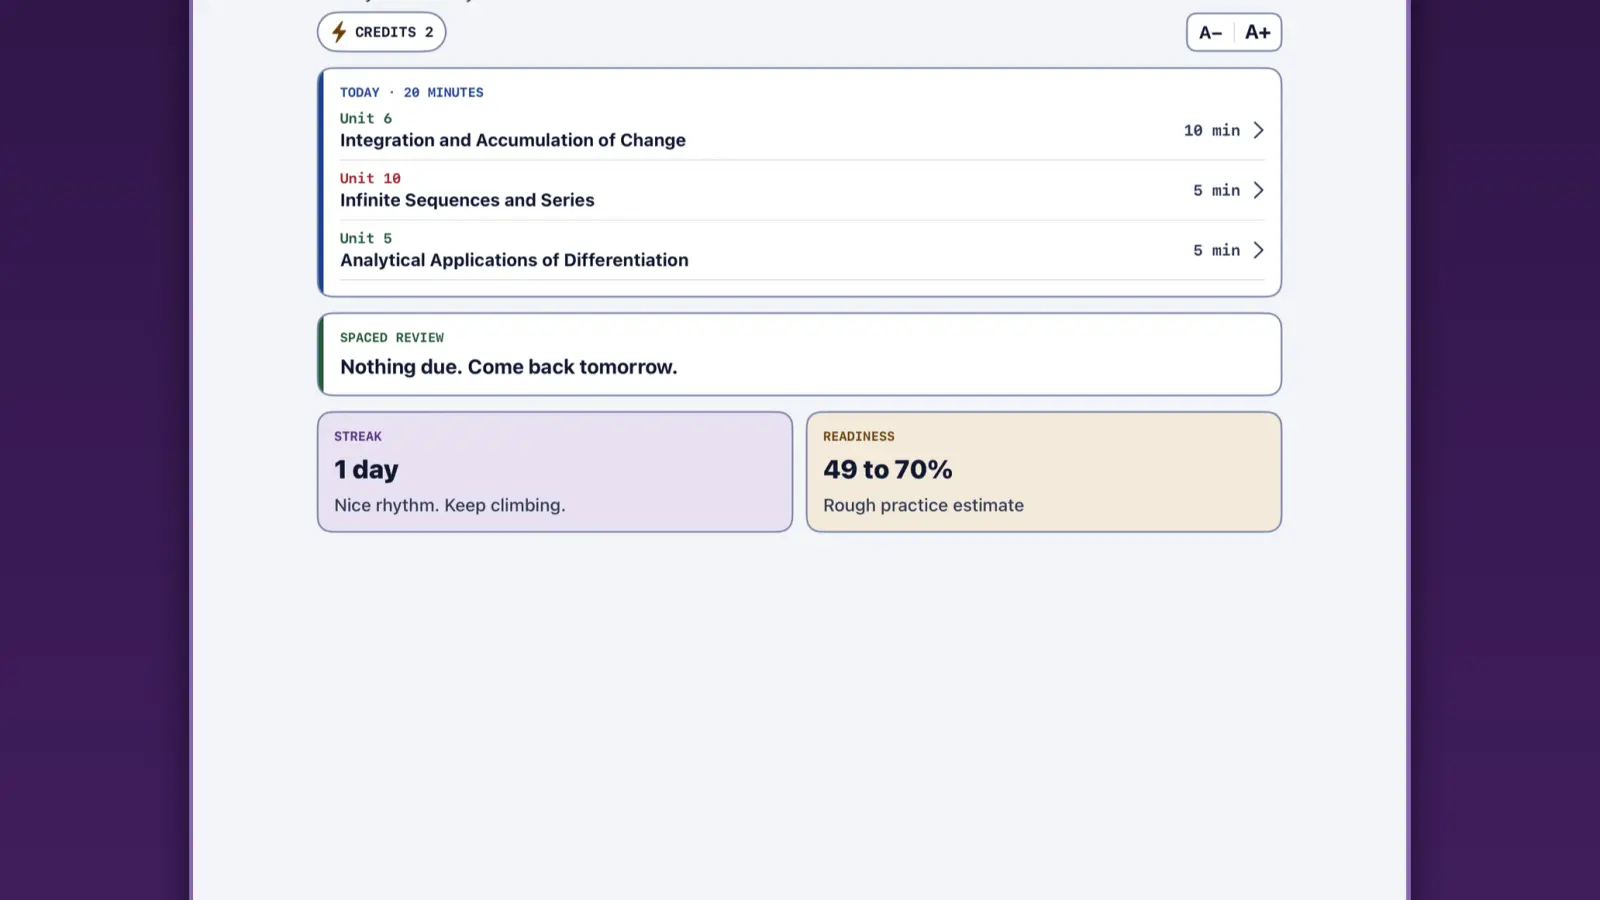 CREDITS 2
A− A+
TODAY · 20 MINUTES
Unit 6
Integration and Accumulation of Change
10 min
Unit 10
Infinite Sequences and Series
5 min
Unit 5
Analytical Applications of Differentiation
5 min
SPACED REVIEW
Nothing due. Come back tomorrow.
STREAK
1 day
Nice rhythm. Keep climbing.
READINESS
49 to 70%
Rough practice estimate